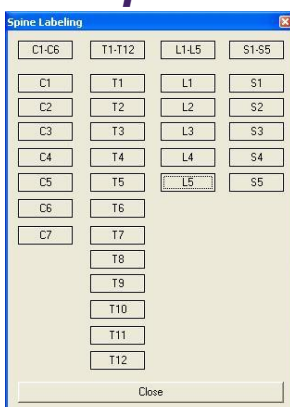 Spine Labeling
C1-C6 T1-T12 L1-L5 S1-S5
C1 T1 L1 S1
C2 T2 L2 S2
C3 T3 L3 S3
C4 T4 L4 S4
C5 T5 L5 S5
C6 T6
C7 T7
T8
T9
T10
T11
T12
Close